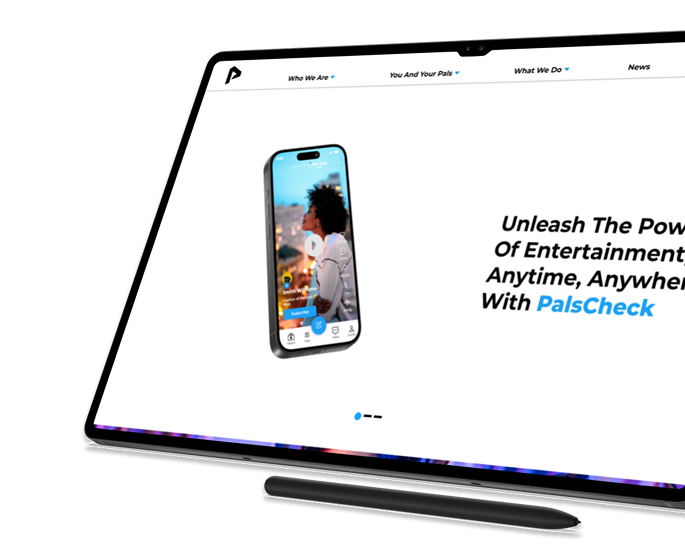 Who We Are
You And Your Pals
What We Do
News
Unleash The Pow
Of Entertainment,
Anytime, Anywher
With PalsCheck
Subscribe